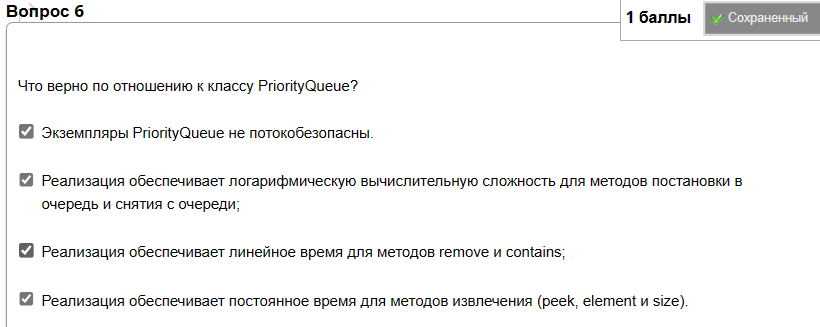 Вопрос 6
1 баллы
Сохраненный
Что верно по отношению к классу PriorityQueue?
Экземпляры PriorityQueue не потокобезопасны.
Реализация обеспечивает логарифмическую вычислительную сложность для методов постановки в
очередь и снятия с очереди;
Реализация обеспечивает линейное время для методов remove и contains;
Реализация обеспечивает постоянное время для методов извлечения (peek, element и size).